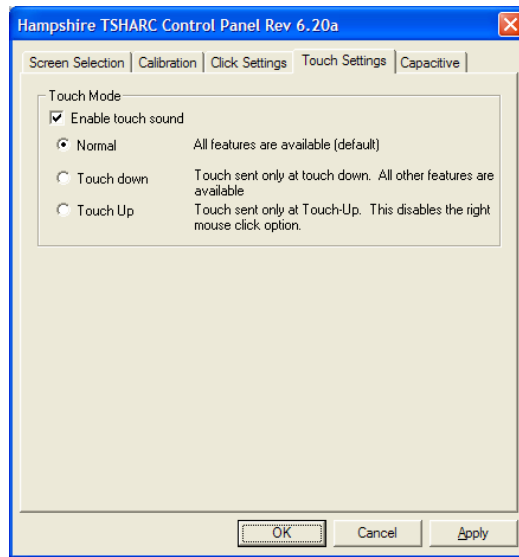 Hampshire TSHARC Control Panel Rev 6.20a
Screen Selection Calibration Click Settings Touch Settings Capacitive
Touch Mode
Enable touch sound
Normal All features are available (default)
Touch down Touch sent only at touch down. All other features are
available
Touch Up Touch sent only at Touch-Up. This disables the right
mouse click option.
OK Cancel Apply